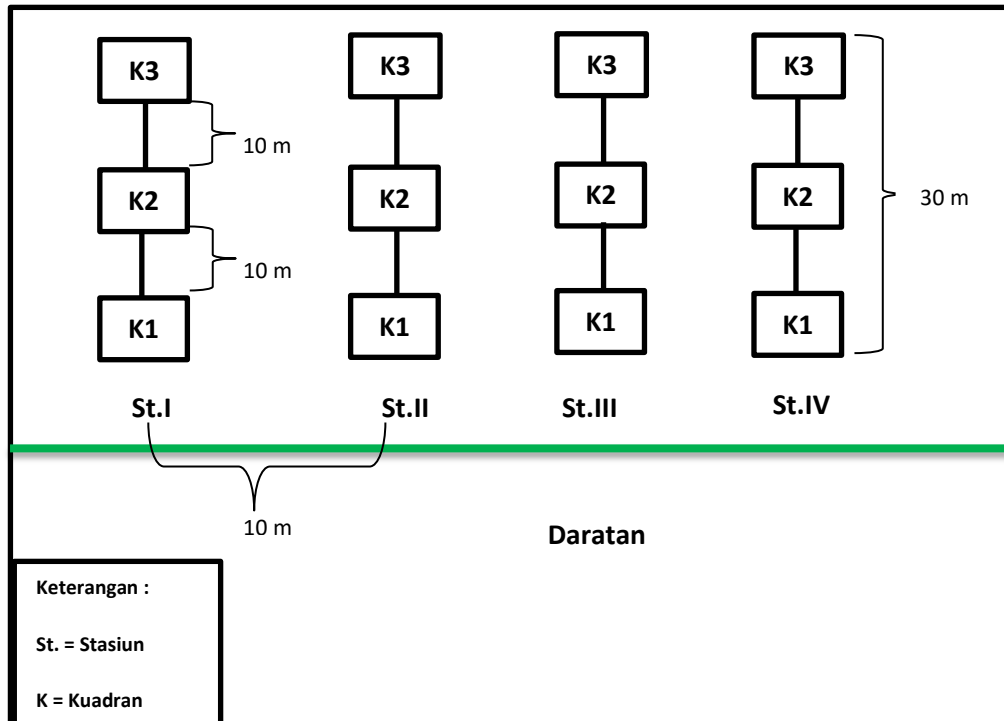 K3 K3 K3 K3
10 m
K2 K2 K2 K2
30 m
10 m
K1 K1 K1 K1
St.I St.II St.III St.IV
10 m
Daratan
Keterangan :
St. = Stasiun
K = Kuadran